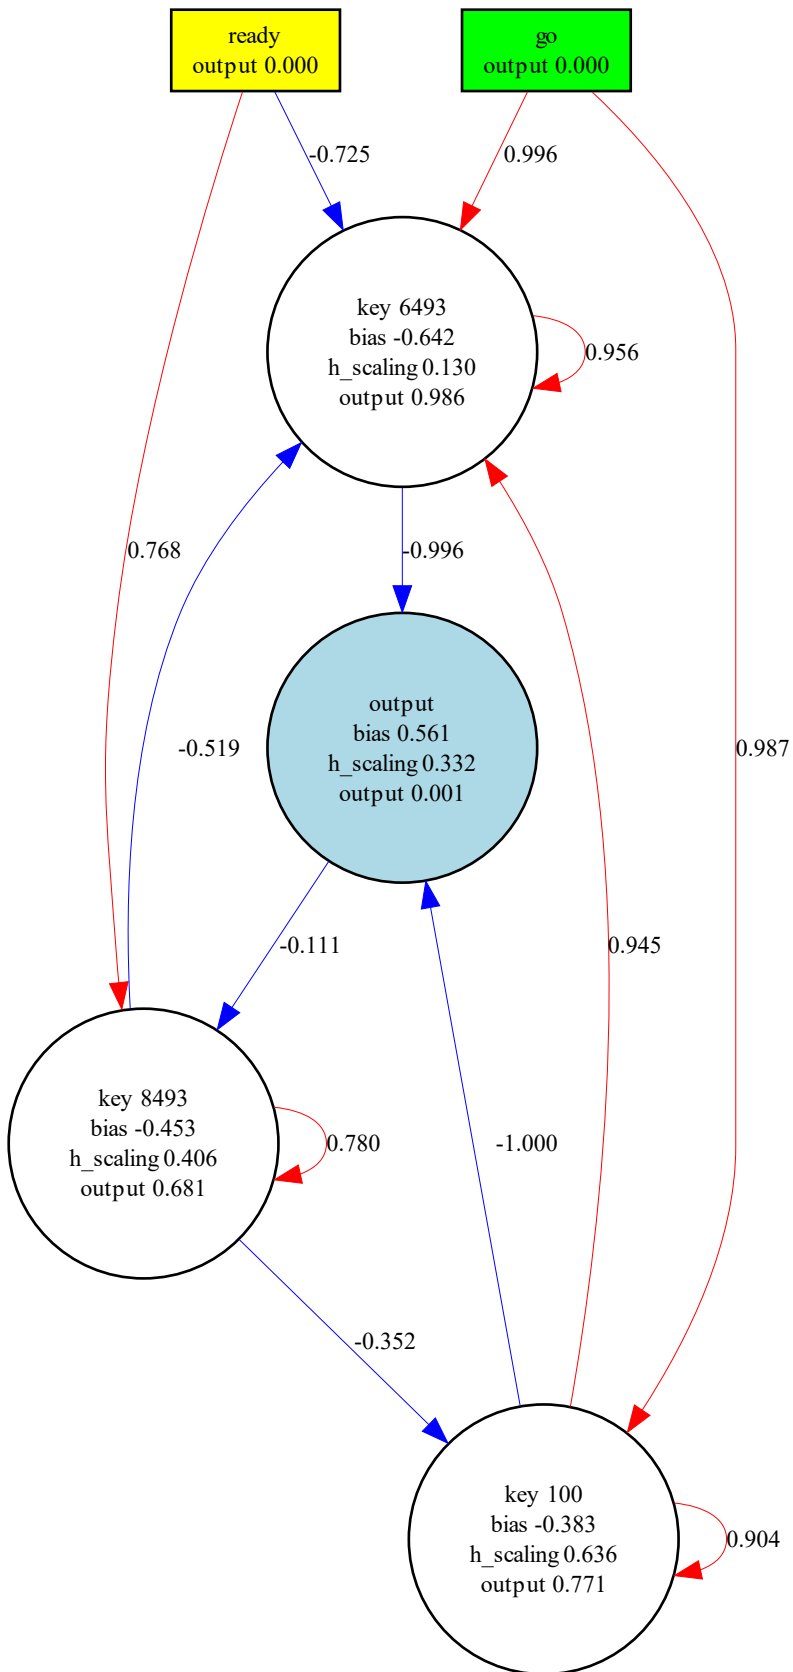 ready
output 0.000
go
output 0.000
-0.725
0.996
key 6493
bias -0.642
h_scaling 0.130
output 0.986
0.956
0.768
-0.996
output
bias 0.561
h_scaling 0.332
output 0.001
-0.519
0.987
-0.111
0.945
key 8493
bias -0.453
h_scaling 0.406
output 0.681
0.780
-1.000
-0.352
key 100
bias -0.383
h_scaling 0.636
output 0.771
0.904